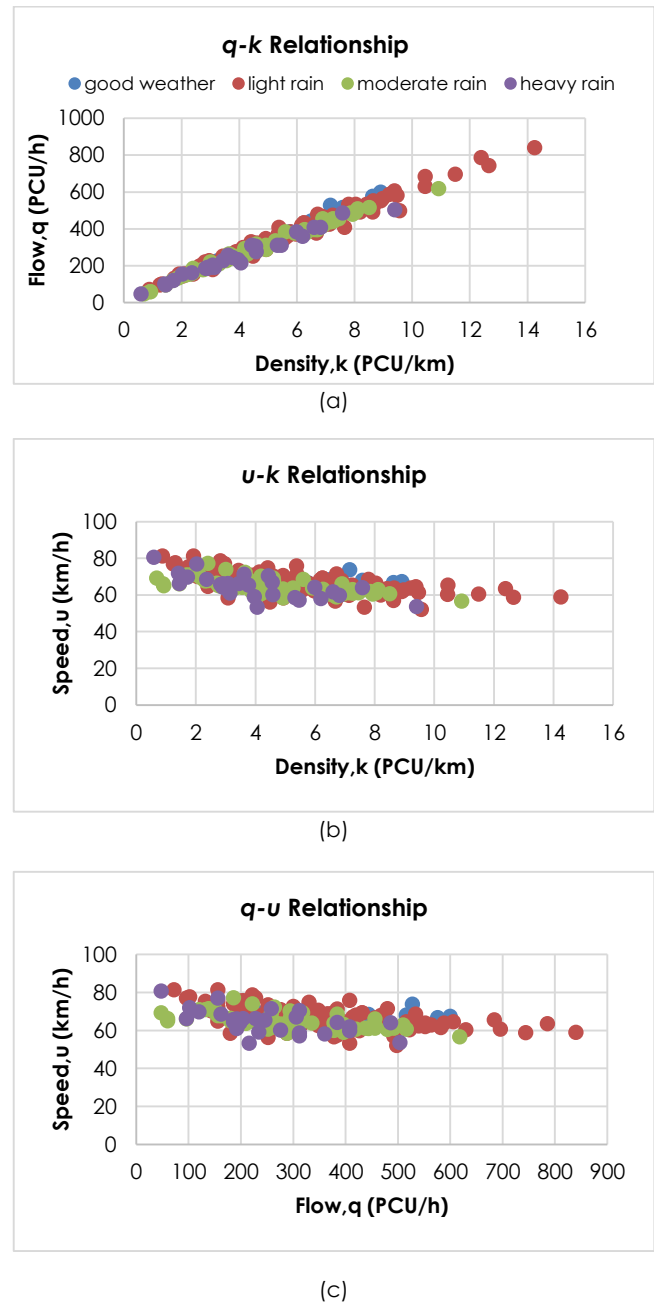 q-k Relationship
good weather light rain moderate rain heavy rain
1000
800
600
400
200
0
Flow,q (PCU/h)
0 2 4 6 8 10 12 14 16
Density,k (PCU/km)
(a)
u-k Relationship
100
80
60
40
20
0
Speed,u (km/h)
0 2 4 6 8 10 12 14 16
Density,k (PCU/km)
(b)
q-u Relationship
100
80
60
40
20
0
Speed,u (km/h)
0 100 200 300 400 500 600 700 800 900
Flow,q (PCU/h)
(c)